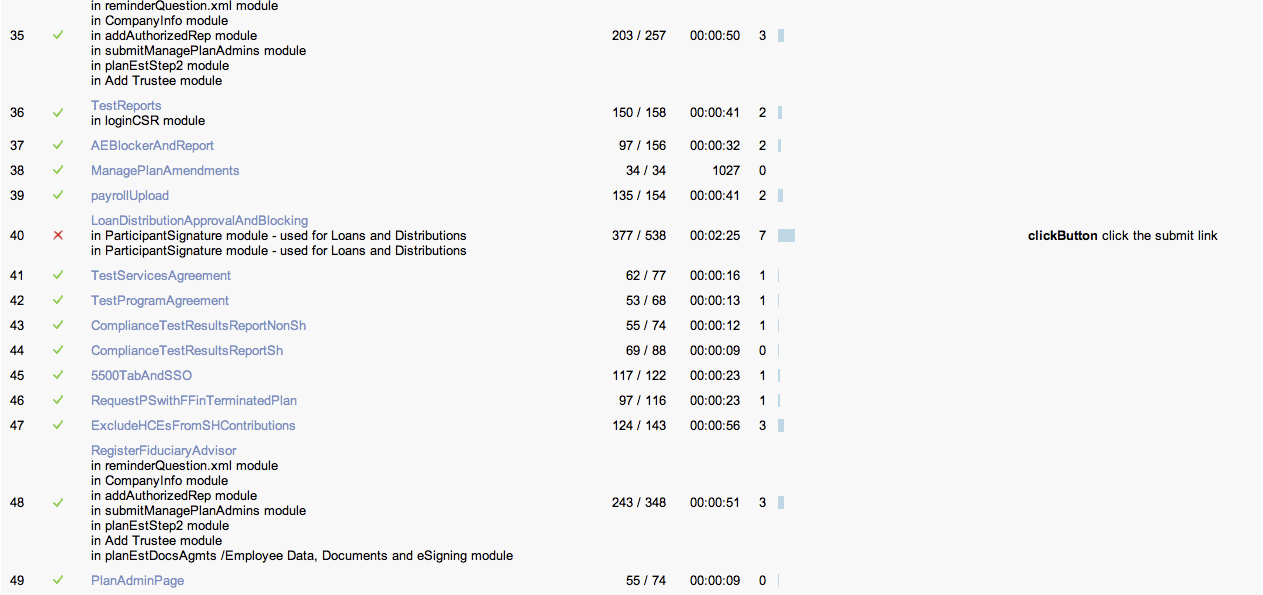 in reminderQuestion.xml module
in CompanyInfo module
35 in addAuthorizedRep module 203 / 257 00:00:50 3
in submitManagePlanAdmins module
in planEstStep2 module
in Add Trustee module
TestReports
36 150 / 158 00:00:41 2
in loginCSR module
37 AEBlockerAndReport 97 / 156 00:00:32 2
38 ManagePlanAmendments 34 / 34 1027 0
39 payrollUpload 135 / 154 00:00:41 2
LoanDistributionApprovalAndBlocking
40 in ParticipantSignature module - used for Loans and Distributions 377 / 538 00:02:25 7 clickButton click the submit link
in ParticipantSignature module - used for Loans and Distributions
41 TestServicesAgreement 62 / 77 00:00:16 1
42 TestProgramAgreement 53 / 68 00:00:13 1
43 ComplianceTestResultsReportNonSh 55 / 74 00:00:12 1
44 ComplianceTestResultsReportSh 69 / 88 00:00:09 0
45 5500TabAndSSO 117 / 122 00:00:23 1
46 RequestPSwithFFinTerminatedPlan 97 / 116 00:00:23 1
47 ExcludeHCEsFromSHContributions 124 / 143 00:00:56 3
RegisterFiduciaryAdvisor
in reminderQuestion.xml module
in CompanyInfo module
in addAuthorizedRep module
48 243 / 348 00:00:51 3
in submitManagePlanAdmins module
in planEstStep2 module
in Add Trustee module
in planEstDocsAgmts /Employee Data, Documents and eSigning module
49 PlanAdminPage 55 / 74 00:00:09 0